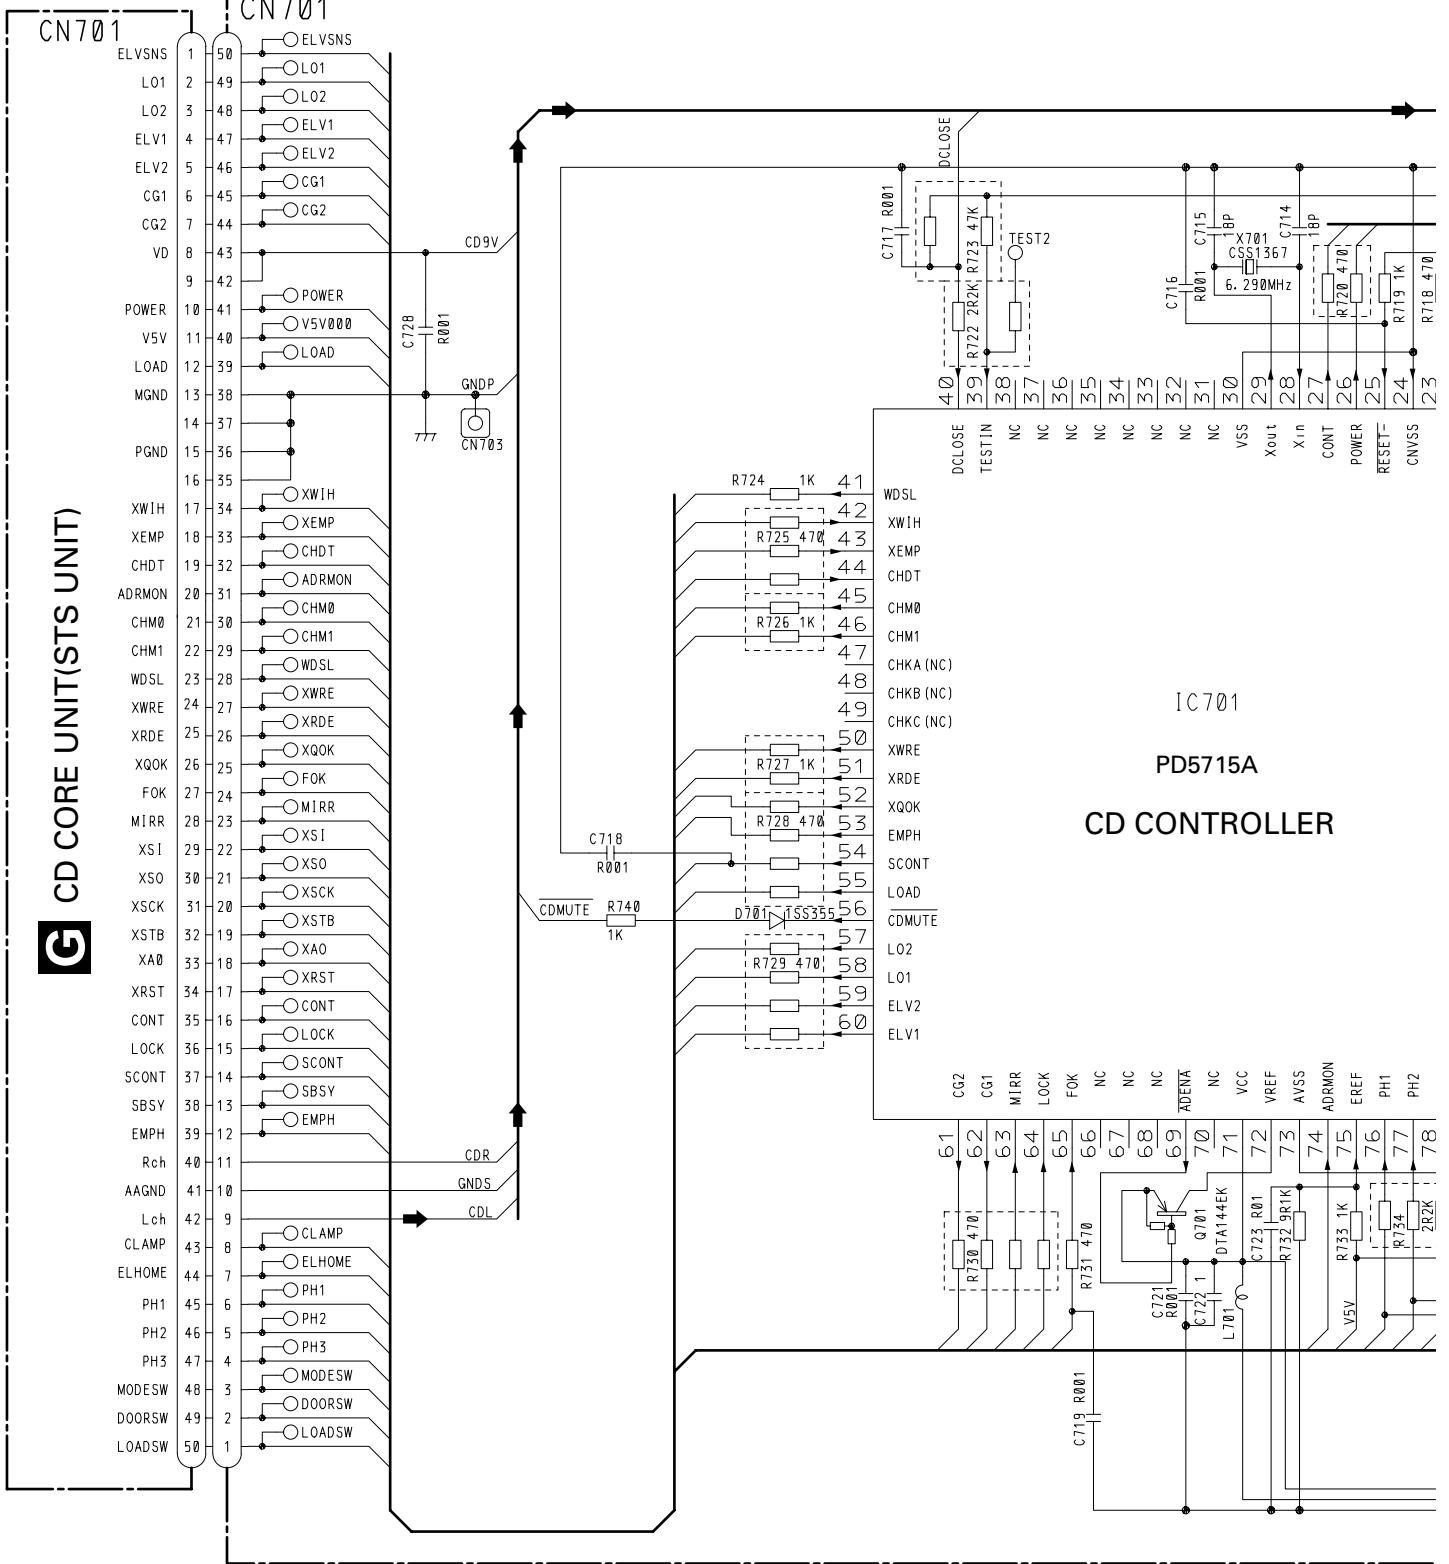 CN701
CN701
ELVSNS 1 50 ELVSNS
LO1 2 49 LO1
LO2 3 48 LO2
ELV1 4 47 ELV1
ELV2 5 46 ELV2
CG1 6 45 CG1
CG2 7 44 CG2
VD 8 43 CD9V
9 42
POWER 10 41 POWER
V5V 11 40 V5V000
LOAD 12 39 LOAD
MGND 13 38 GNDP
14 37
PGND 15 36
16 35
XWIH 17 34 XWIH
XEMP 18 33 XEMP
CHDT 19 32 CHDT
ADRMON 20 31 ADRMON
CHM0 21 30 CHM0
CHM1 22 29 CHM1
WDSL 23 28 WDSL
XWRE 24 27 XWRE
XRDE 25 26 XRDE
XQOK 26 25 XQOK
FOK 27 24 FOK
MIRR 28 23 MIRR
XSI 29 22 XSI
XSO 30 21 XSO
XSCK 31 20 XSCK
XSTB 32 19 XSTB
XA0 33 18 XAO
XRST 34 17 XRST
CONT 35 16 CONT
LOCK 36 15 LOCK
SCONT 37 14 SCONT
SBSY 38 13 SBSY
EMPH 39 12 EMPH
Rch 40 11 CDR
AAGND 41 10 GNDS
Lch 42 9 CDL
CLAMP 43 8 CLAMP
ELHOME 44 7 ELHOME
PH1 45 6 PH1
PH2 46 5 PH2
PH3 47 4 PH3
MODESW 48 3 MODESW
DOORSW 49 2 DOORSW
LOADSW 50 1 LOADSW
G CD CORE UNIT(STS UNIT)
C728 R001
CN703
DCLOSE
C717 R001
R723 47K
TEST2
R722 2R2K
C716 R001
C715 18P
X701
CSS1367
6.290MHz
C714 18P
R720 470
R719 1K
R718 470
40 39 38 37 36 35 34 33 32 31 30 29 28 27 26 25 24 23
DCLOSE TESTIN NC NC NC NC NC NC NC NC VSS Xout Xin CONT POWER RESET- CNVSS
R724 1K 41 WDSL
42 XWIH
R725 470 43 XEMP
44 CHDT
45 CHM0
R726 1K 46 CHM1
47 CHKA(NC)
48 CHKB(NC)
49 CHKC(NC)
50 XWRE
R727 1K 51 XRDE
52 XQOK
R728 470 53 EMPH
C718 R001 54 SCONT
55 LOAD
CDMUTE R740 1K D701 1SS355 56 CDMUTE
57 LO2
R729 470 58 LO1
59 ELV2
60 ELV1
IC701
PD5715A
CD CONTROLLER
CG2 CG1 MIRR LOCK FOK NC NC NC ADENA NC VCC VREF AVSS ADRMON EREF PH1 PH2
61 62 63 64 65 66 67 68 69 70 71 72 73 74 75 76 77 78
R730 470
R731 470
Q701
DTA144EK
C721 R001
C722 1
L701
C723 R01
R732 9R1K
R733 1K
V5V
R734 2R2K
C719 R001